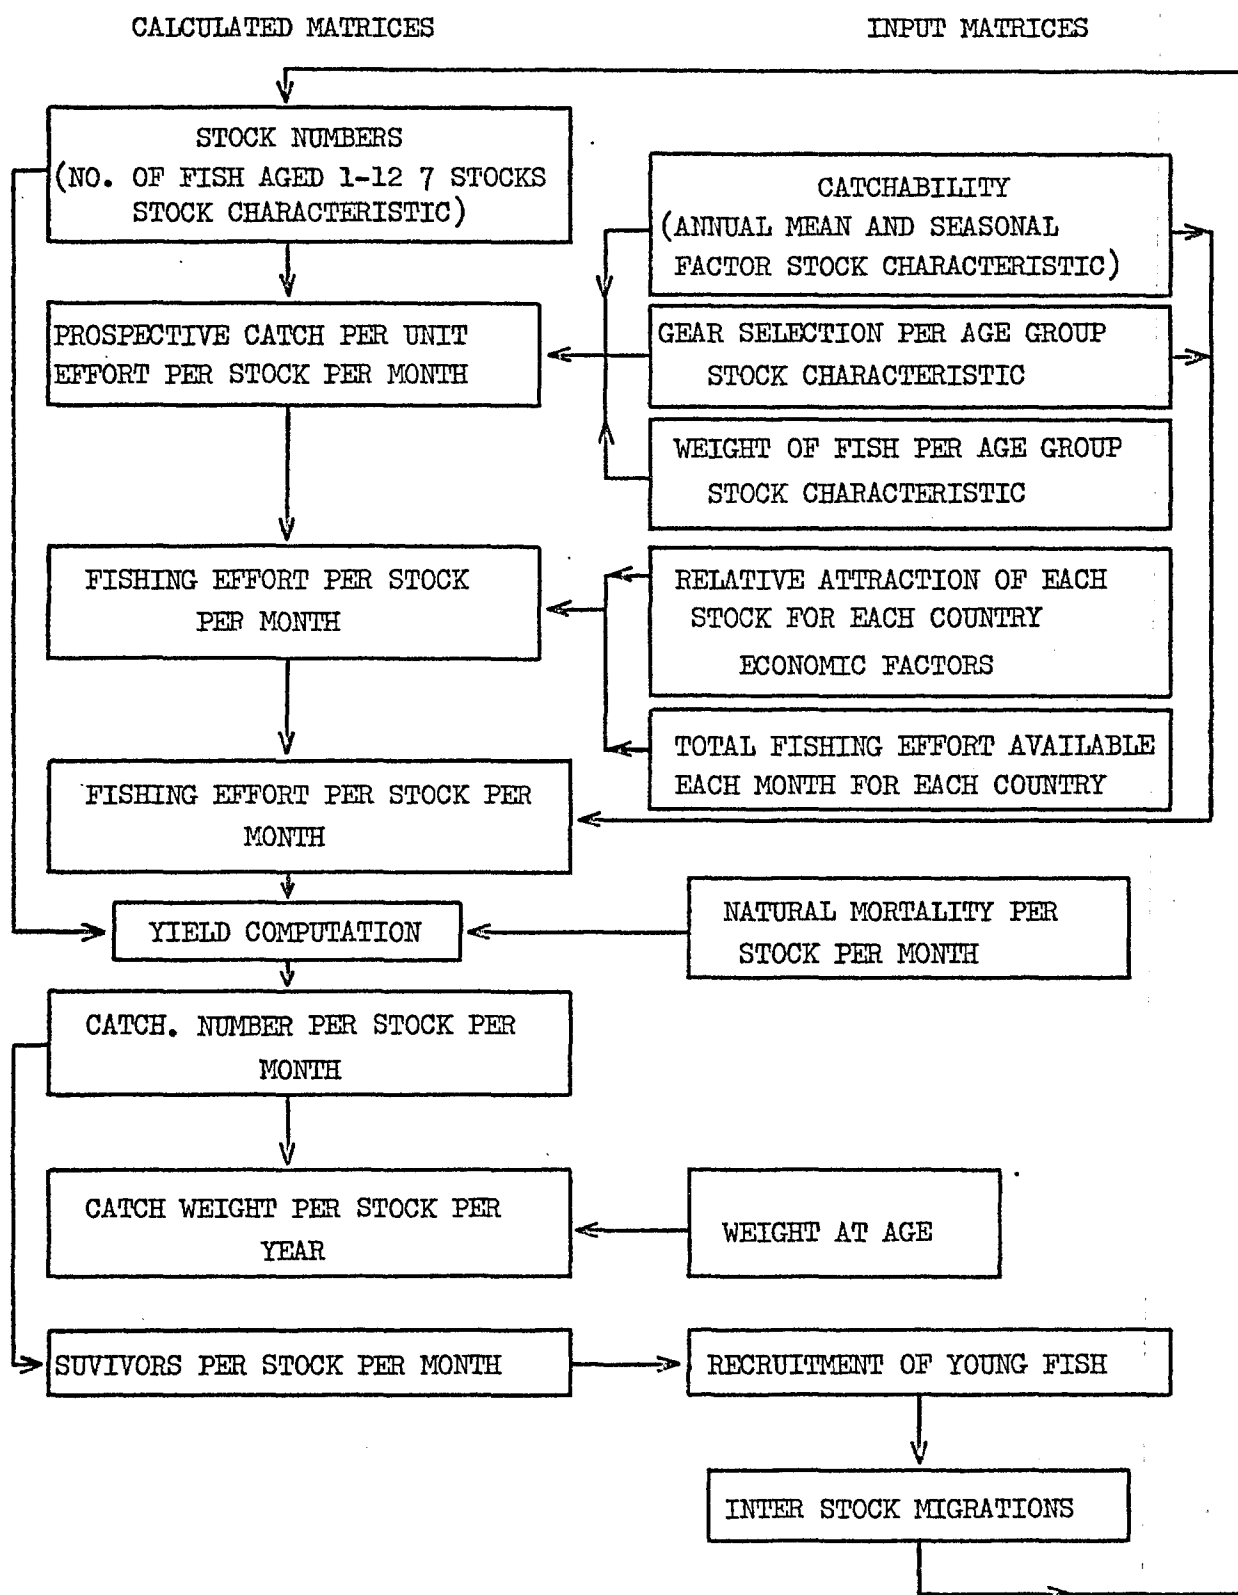 CALCULATED MATRICES
INPUT MATRICES
STOCK NUMBERS
(NO. OF FISH AGED 1-12 7 STOCKS
STOCK CHARACTERISTIC)
CATCHABILITY
(ANNUAL MEAN AND SEASONAL
FACTOR STOCK CHARACTERISTIC)
PROSPECTIVE CATCH PER UNIT
EFFORT PER STOCK PER MONTH
GEAR SELECTION PER AGE GROUP
STOCK CHARACTERISTIC
WEIGHT OF FISH PER AGE GROUP
STOCK CHARACTERISTIC
FISHING EFFORT PER STOCK
PER MONTH
RELATIVE ATTRACTION OF EACH
STOCK FOR EACH COUNTRY
ECONOMIC FACTORS
TOTAL FISHING EFFORT AVAILABLE
EACH MONTH FOR EACH COUNTRY
FISHING EFFORT PER STOCK PER
MONTH
YIELD COMPUTATION
NATURAL MORTALITY PER
STOCK PER MONTH
CATCH. NUMBER PER STOCK PER
MONTH
CATCH WEIGHT PER STOCK PER
YEAR
WEIGHT AT AGE
SUVIVORS PER STOCK PER MONTH
RECRUITMENT OF YOUNG FISH
INTER STOCK MIGRATIONS